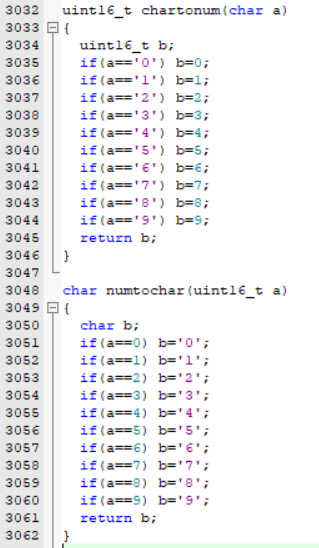 3032 uint16_t chartonum(char a)
3033 {
3034 uint16_t b;
3035 if(a=='0') b=0;
3036 if(a=='1') b=1;
3037 if(a=='2') b=2;
3038 if(a=='3') b=3;
3039 if(a=='4') b=4;
3040 if(a=='5') b=5;
3041 if(a=='6') b=6;
3042 if(a=='7') b=7;
3043 if(a=='8') b=8;
3044 if(a=='9') b=9;
3045 return b;
3046 }
3047
3048 char numtochar(uint16_t a)
3049 {
3050 char b;
3051 if(a==0) b='0';
3052 if(a==1) b='1';
3053 if(a==2) b='2';
3054 if(a==3) b='3';
3055 if(a==4) b='4';
3056 if(a==5) b='5';
3057 if(a==6) b='6';
3058 if(a==7) b='7';
3059 if(a==8) b='8';
3060 if(a==9) b='9';
3061 return b;
3062 }